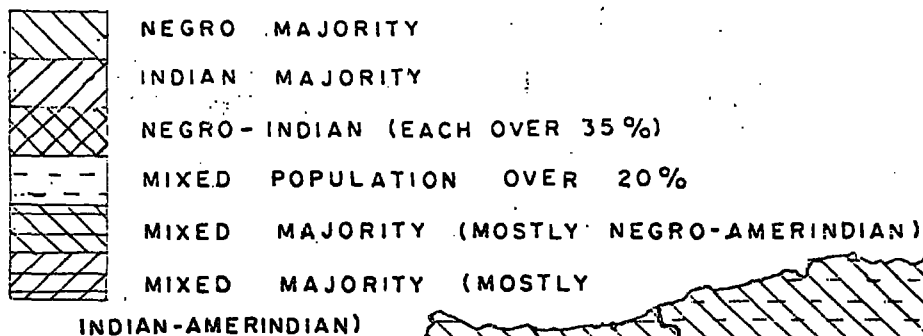 NEGRO MAJORITY
INDIAN MAJORITY
NEGRO-INDIAN (EACH OVER 35%)
MIXED POPULATION OVER 20%
MIXED MAJORITY (MOSTLY NEGRO-AMERINDIAN)
MIXED MAJORITY (MOSTLY
INDIAN-AMERINDIAN)